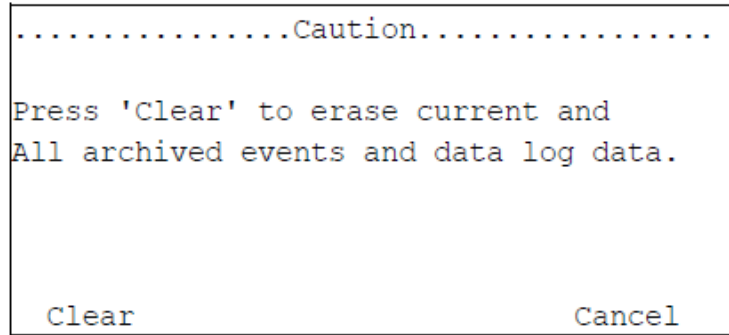 ................Caution.................
Press 'Clear' to erase current and
All archived events and data log data.
Clear Cancel